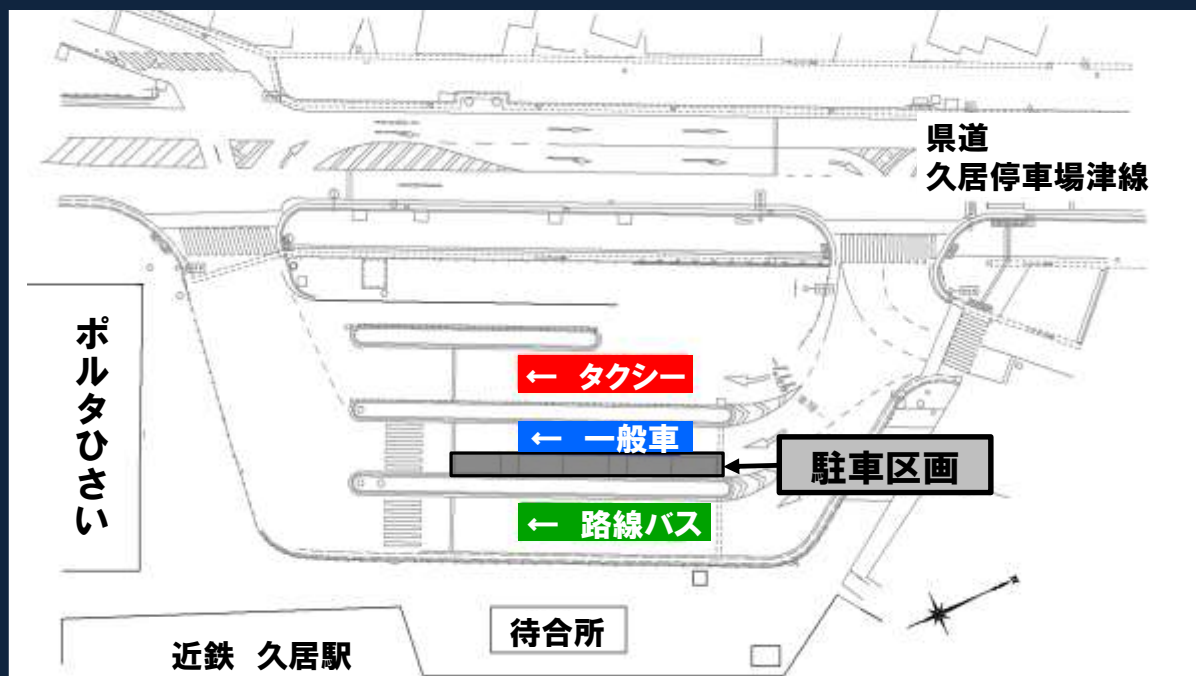 県道
久居停車場津線
ポルタひさい
← タクシー
← 一般車
駐車区画
← 路線バス
待合所
近鉄 久居駅